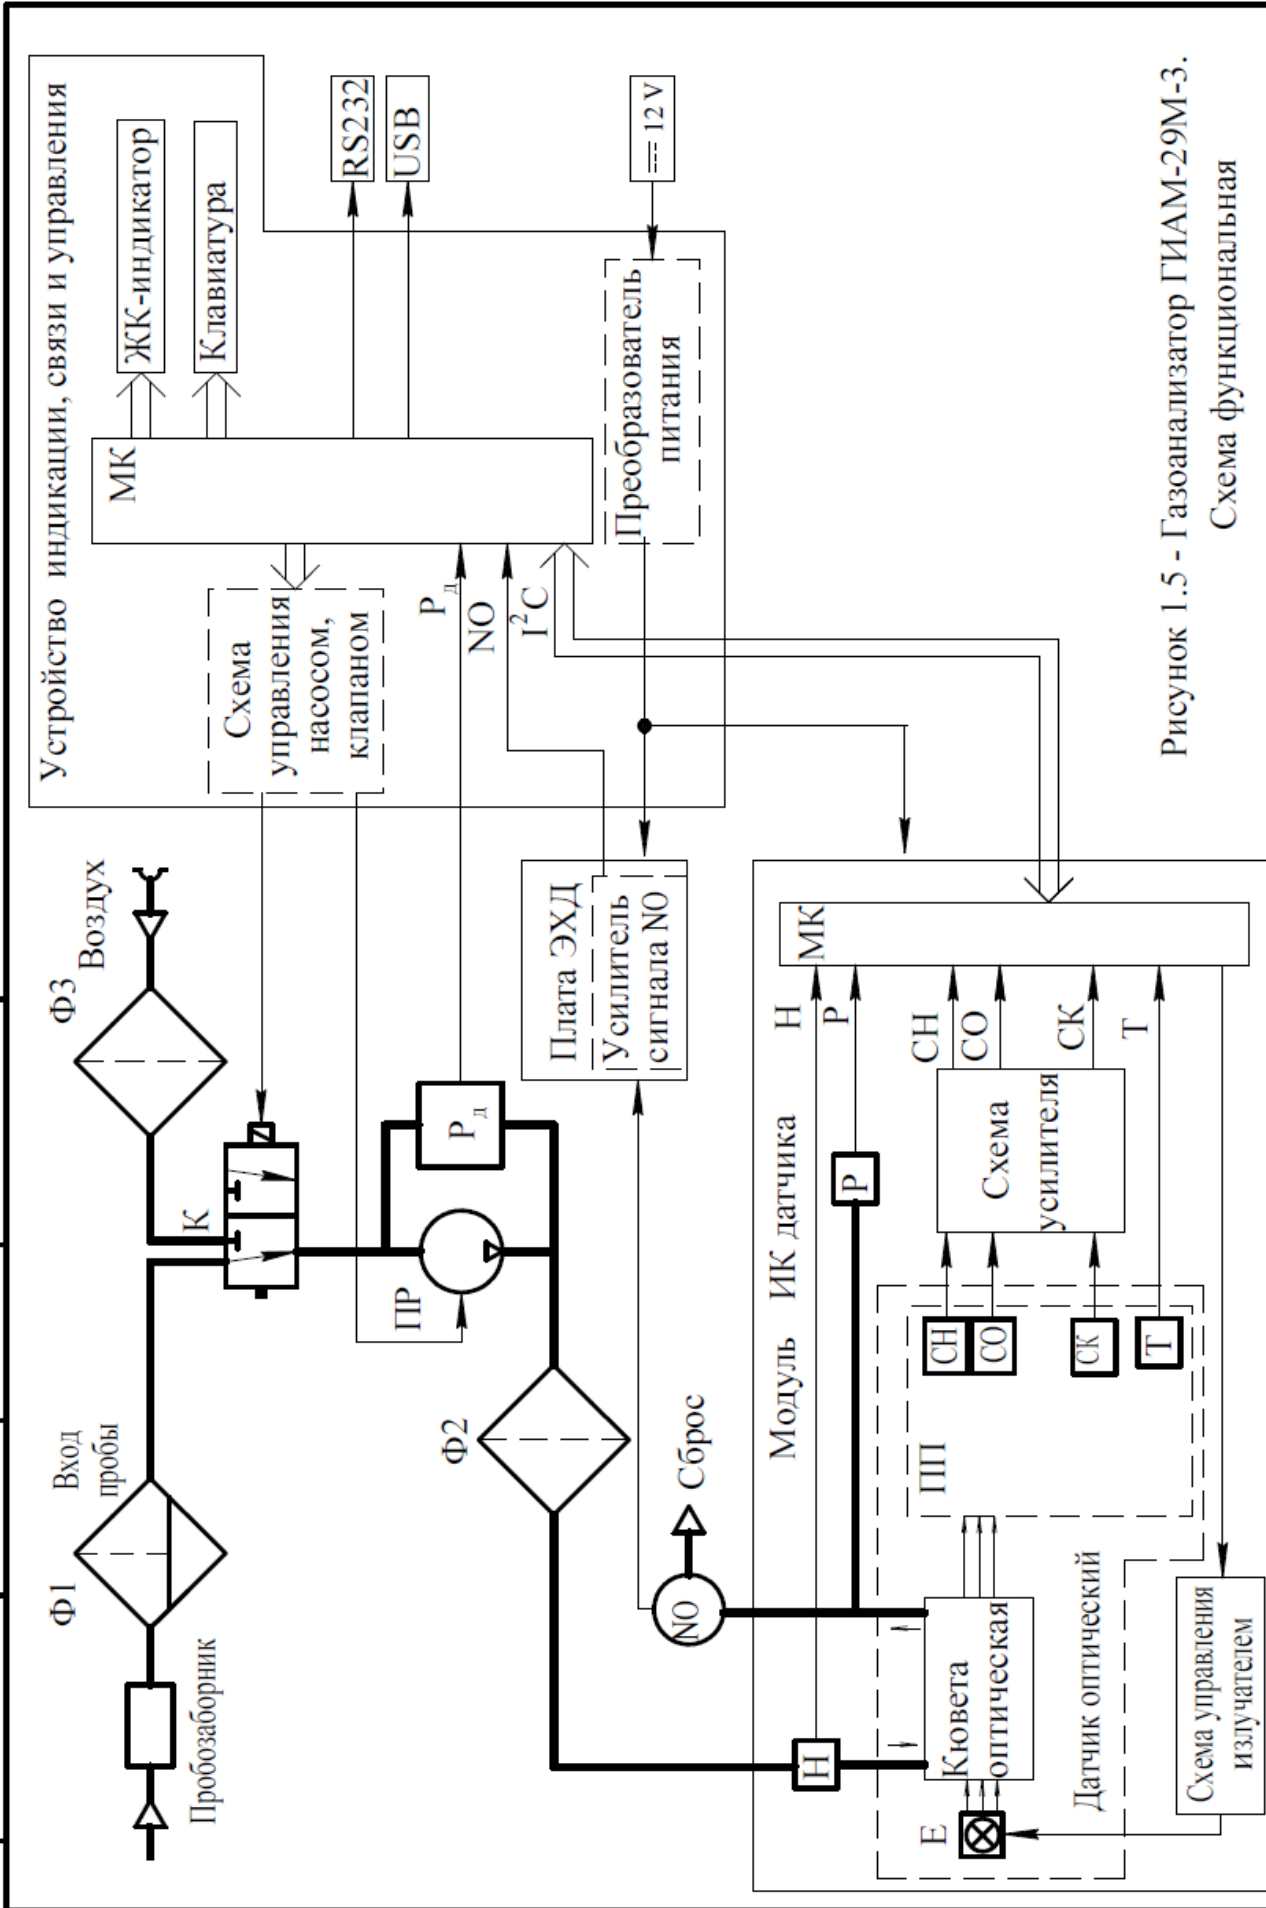 Пробозаборник
Ф1
Вход
пробы
К
Ф3
Воздух
Устройство индикации, связи и управления
ЖК-индикатор
Клавиатура
МК
Схема
управления
насосом,
клапаном
RS232
USB
Рд
NO
I²C
Преобразователь
питания
12 V
ПР
Рд
Ф2
Плата ЭХД
Усилитель
сигнала NO
NO
Сброс
Модуль ИК датчика
Н
Р
Н
Р
МК
СН
СО
СК
Т
Схема
усилителя
СН
СО
СК
Т
ПП
Кювета
оптическая
Е
Датчик оптический
Схема управления
излучателем
Рисунок 1.5 - Газоанализатор ГИАМ-29М-3.
Схема функциональная